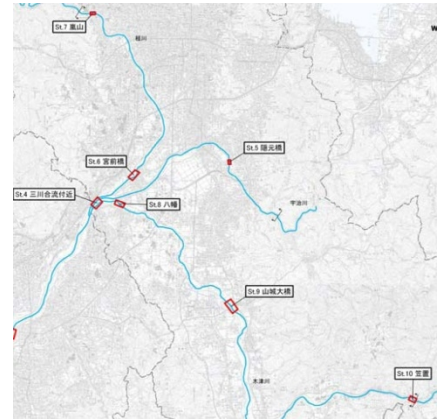 W
St.7 嵐山
桂川
St.5 隠元橋
St.6 宮前橋
St.4 三川合流付近
St.8 八幡
宇治川
St.9 山城大橋
木津川
St.10 笠置